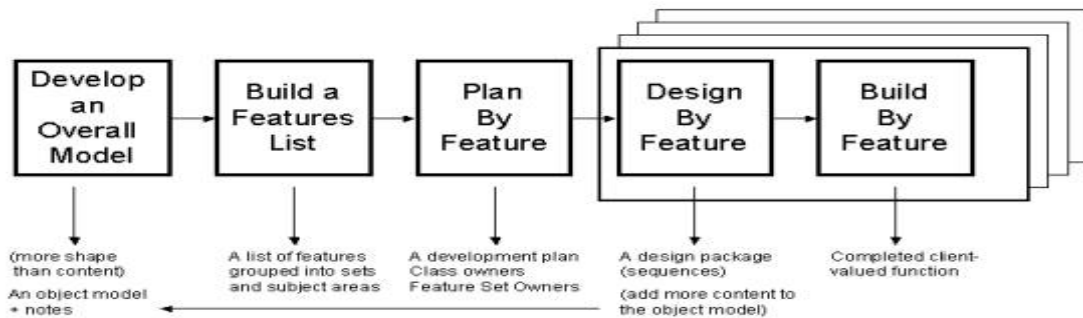 Develop
an
Overall
Model
Build a
Features
List
Plan
By
Feature
Design
By
Feature
Build
By
Feature
(more shape
than content)
An object model
+ notes
A list of features
grouped into sets
and subject areas
A development plan
Class owners
Feature Set Owners
A design package
(sequences)
(add more content to
the object model)
Completed client-
valued function